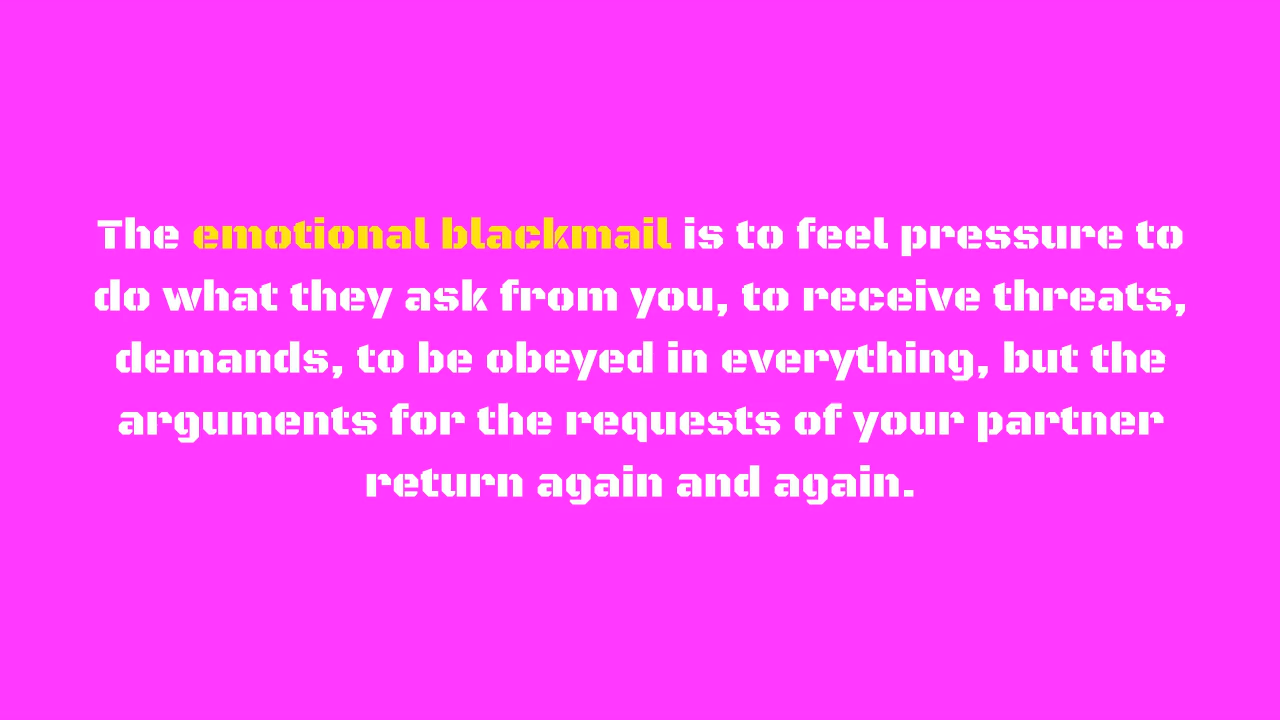 The emotional blackmail is to feel pressure to
do what they ask from you, to receive threats,
demands, to be obeyed in everything, but the
arguments for the requests of your partner
return again and again.